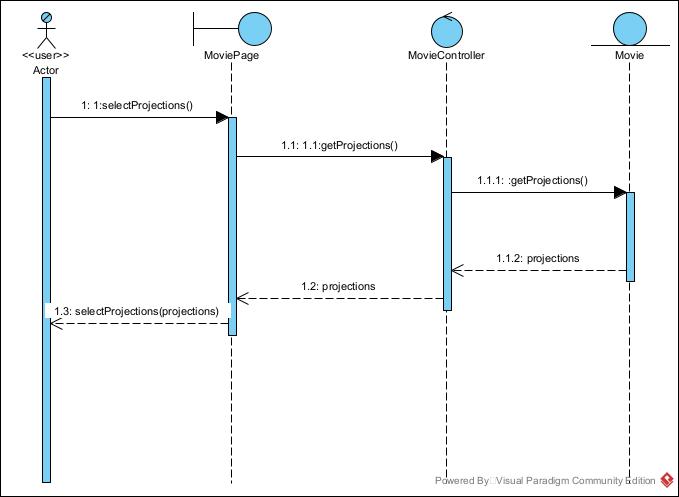 <<user>>
Actor
MoviePage
MovieController
Movie
1: 1:selectProjections()
1.1: 1.1:getProjections()
1.1.1: :getProjections()
1.1.2: projections
1.2: projections
1.3: selectProjections(projections)
Powered By Visual Paradigm Community Edition